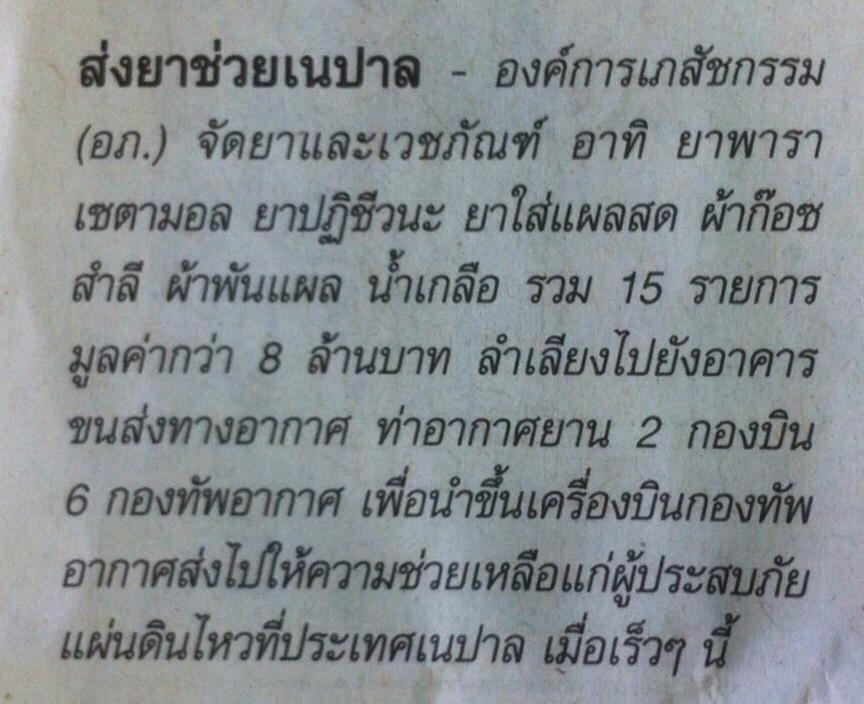 ส่งยาช่วยเนปาล - องค์การเภสัชกรรม
(อภ.) จัดยาและเวชภัณฑ์ อาทิ ยาพารา
เซตามอล ยาปฏิชีวนะ ยาใส่แผลสด ผ้าก๊อซ
สำลี ผ้าพันแผล น้ำเกลือ รวม 15 รายการ
มูลค่ากว่า 8 ล้านบาท ลำเลียงไปยังอาคาร
ขนส่งทางอากาศ ท่าอากาศยาน 2 กองบิน
6 กองทัพอากาศ เพื่อนำขึ้นเครื่องบินกองทัพ
อากาศส่งไปให้ความช่วยเหลือแก่ผู้ประสบภัย
แผ่นดินไหวที่ประเทศเนปาล เมื่อเร็วๆ นี้